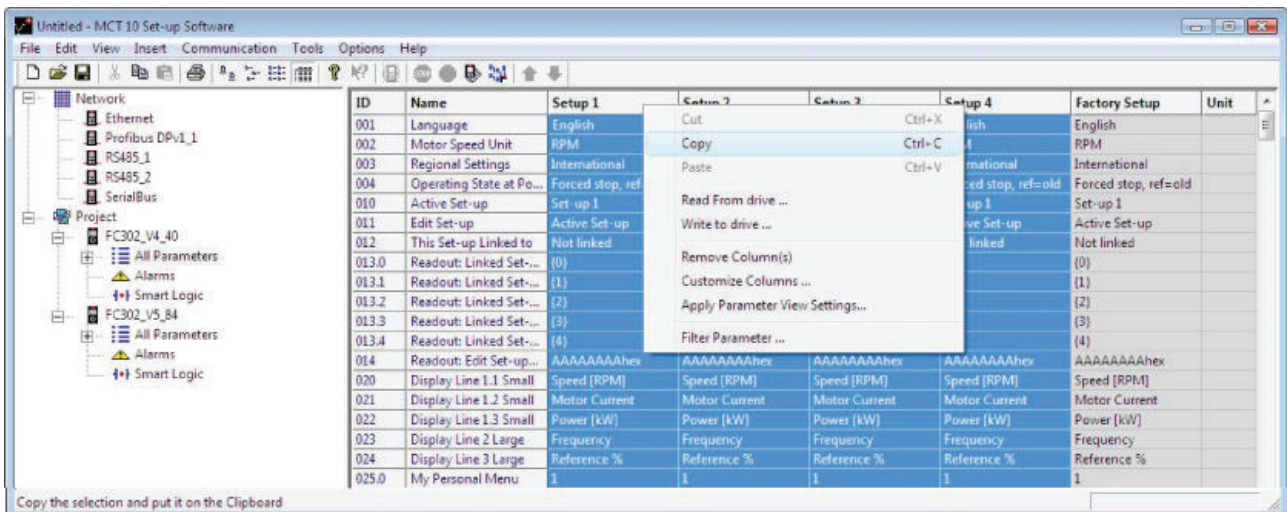 Untitled - MCT 10 Set-up Software
File Edit View Insert Communication Tools Options Help
Network
Ethernet
Profibus DPv1_1
RS485_1
RS485_2
SerialBus
Project
FC302_V4_40
All Parameters
Alarms
Smart Logic
FC302_V5_84
All Parameters
Alarms
Smart Logic
ID Name Setup 1 Setup 2 Setup 3 Setup 4 Factory Setup Unit
001 Language English lish English
002 Motor Speed Unit RPM RPM
003 Regional Settings International rnational International
004 Operating State at Po... Forced stop, ref ced stop, ref=old Forced stop, ref=old
010 Active Set-up Set-up 1 up 1 Set-up 1
011 Edit Set-up Active Set-up ve Set-up Active Set-up
012 This Set-up Linked to Not linked linked Not linked
013.0 Readout: Linked Set-... {0} {0}
013.1 Readout: Linked Set-... {1} {1}
013.2 Readout: Linked Set-... {2} {2}
013.3 Readout: Linked Set-... {3} {3}
013.4 Readout: Linked Set-... {4} {4}
014 Readout: Edit Set-up... AAAAAAAAhex AAAAAAAAhex AAAAAAAAhex AAAAAAAAhex AAAAAAAAhex
020 Display Line 1.1 Small Speed [RPM] Speed [RPM] Speed [RPM] Speed [RPM] Speed [RPM]
021 Display Line 1.2 Small Motor Current Motor Current Motor Current Motor Current Motor Current
022 Display Line 1.3 Small Power [kW] Power [kW] Power [kW] Power [kW] Power [kW]
023 Display Line 2 Large Frequency Frequency Frequency Frequency Frequency
024 Display Line 3 Large Reference % Reference % Reference % Reference % Reference %
025.0 My Personal Menu 1 1 1 1 1
Cut Ctrl+X
Copy Ctrl+C
Paste Ctrl+V
Read From drive ...
Write to drive ...
Remove Column(s)
Customize Columns ...
Apply Parameter View Settings...
Filter Parameter ...
Copy the selection and put it on the Clipboard